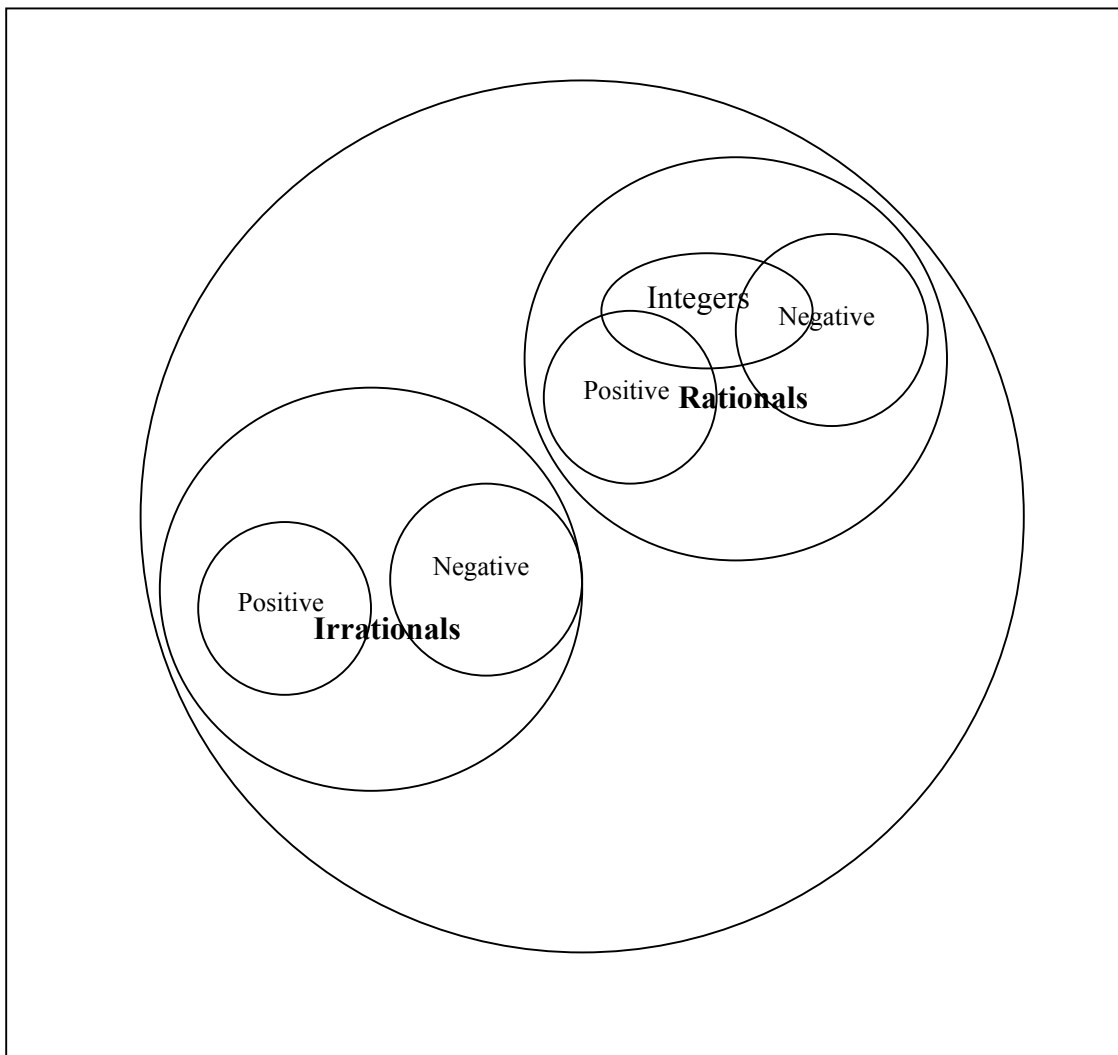 Integers
Negative
Positive
Rationals
Negative
Positive
Irrationals